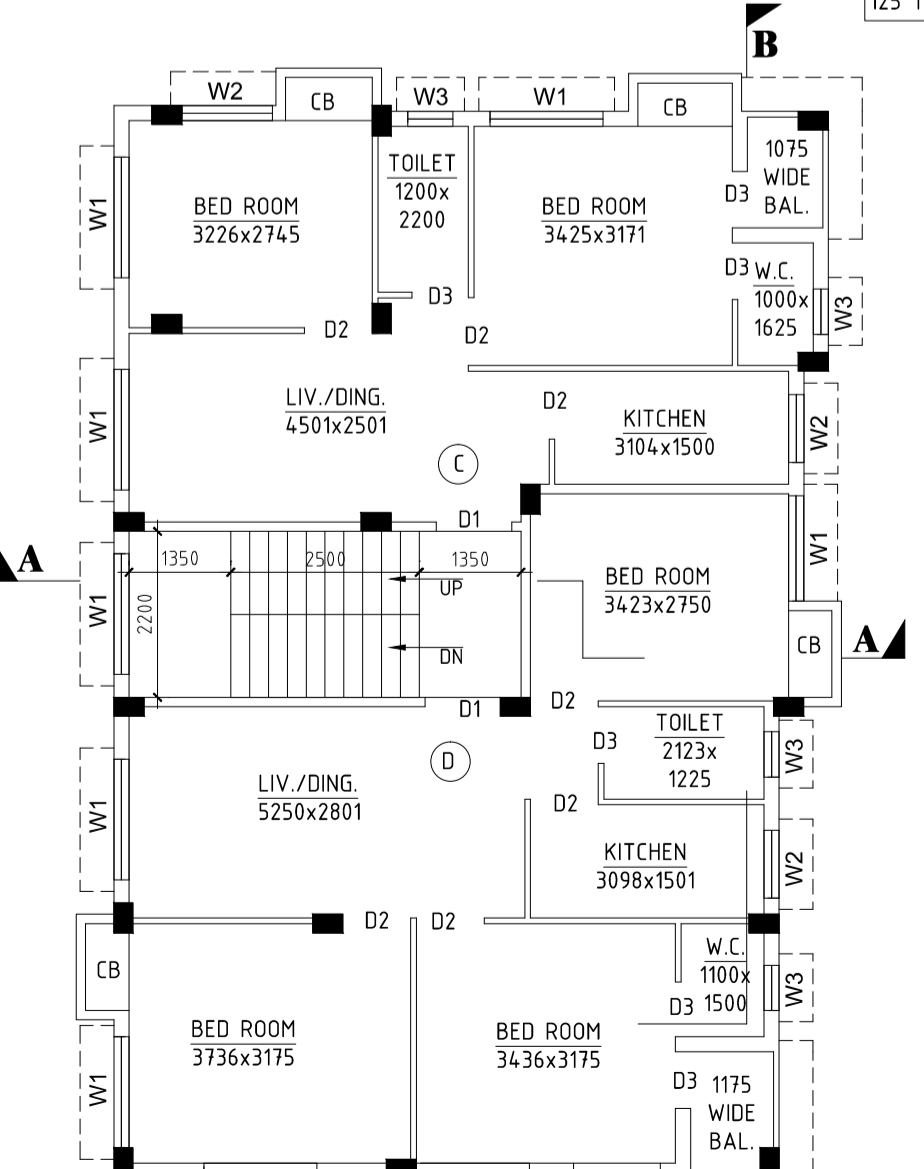 125
B
W2
CB
W3
W1
CB
TOILET
1200x
2200
1075
WIDE
BAL.
W1
BED ROOM
3226x2745
BED ROOM
3425x3171
D3
D3
W.C.
1000x
1625
W3
D3
D2
D2
W1
LIV./DING.
4501x2501
D2
KITCHEN
3104x1500
W2
C
D1
W1
A
1350
2500
1350
UP
BED ROOM
3423x2750
W1
2200
DN
CB
A
D1
D2
TOILET
2123x
1225
D3
W3
D
LIV./DING.
5250x2801
W1
D2
KITCHEN
3098x1501
W2
D2
D2
W.C.
1100x
1500
D3
W3
CB
BED ROOM
3736x3175
BED ROOM
3436x3175
W1
D3
1175
WIDE
BAL.